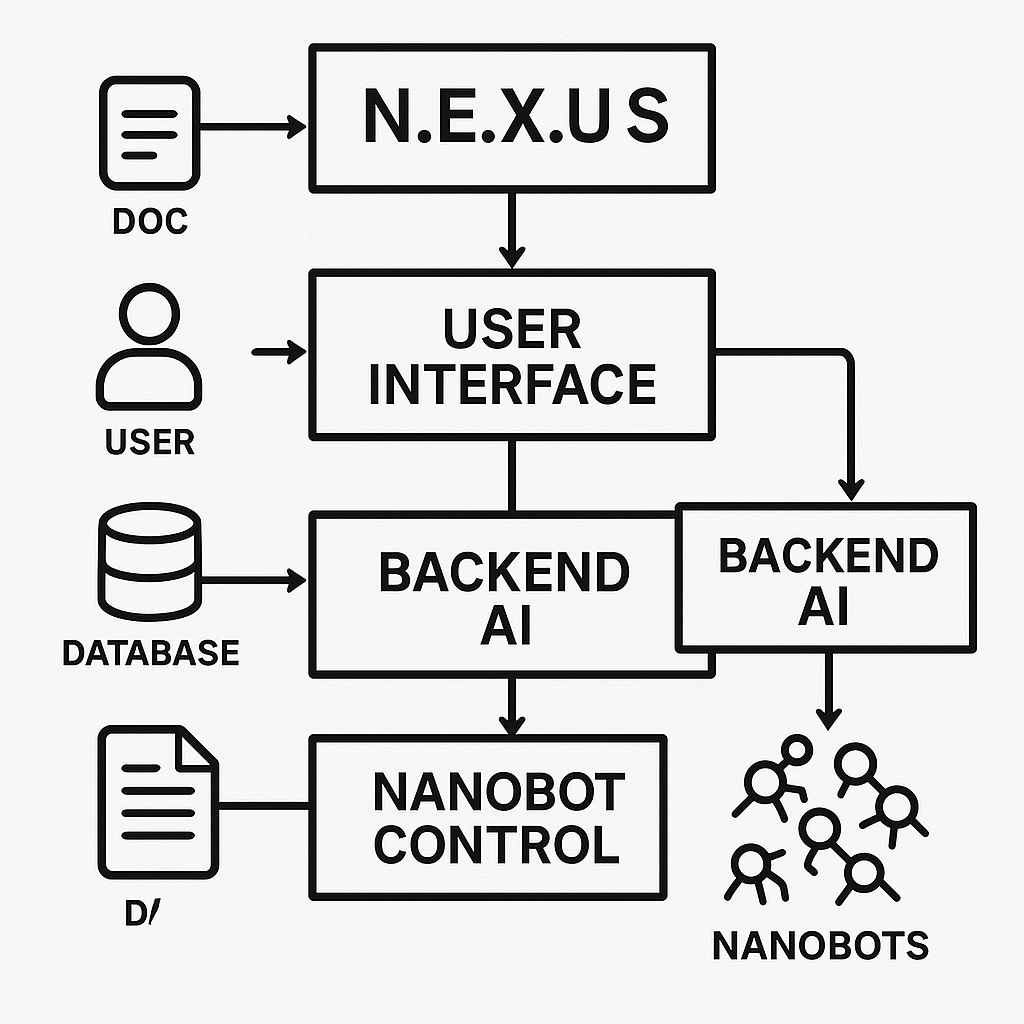 N.E.X.U S
DOC
USER
INTERFACE
USER
BACKEND
AI
BACKEND
AI
DATABASE
NANOBOT
CONTROL
D/
NANOBOTS